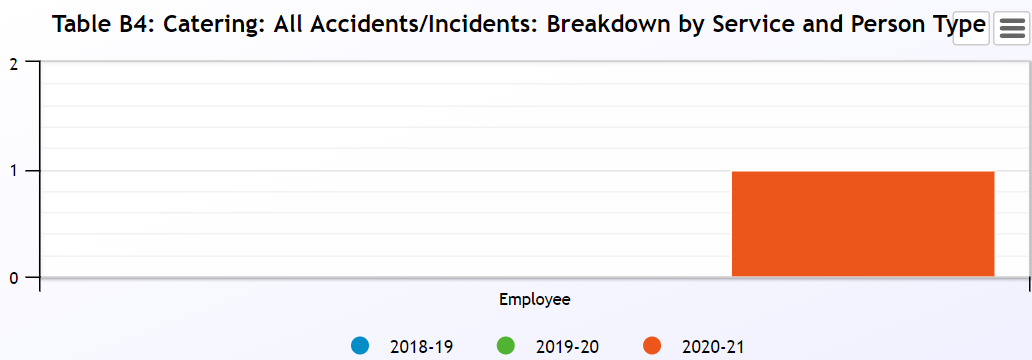 Table B4: Catering: All Accidents/Incidents: Breakdown by Service and Person Type
2
1
0
Employee
2018-19 2019-20 2020-21